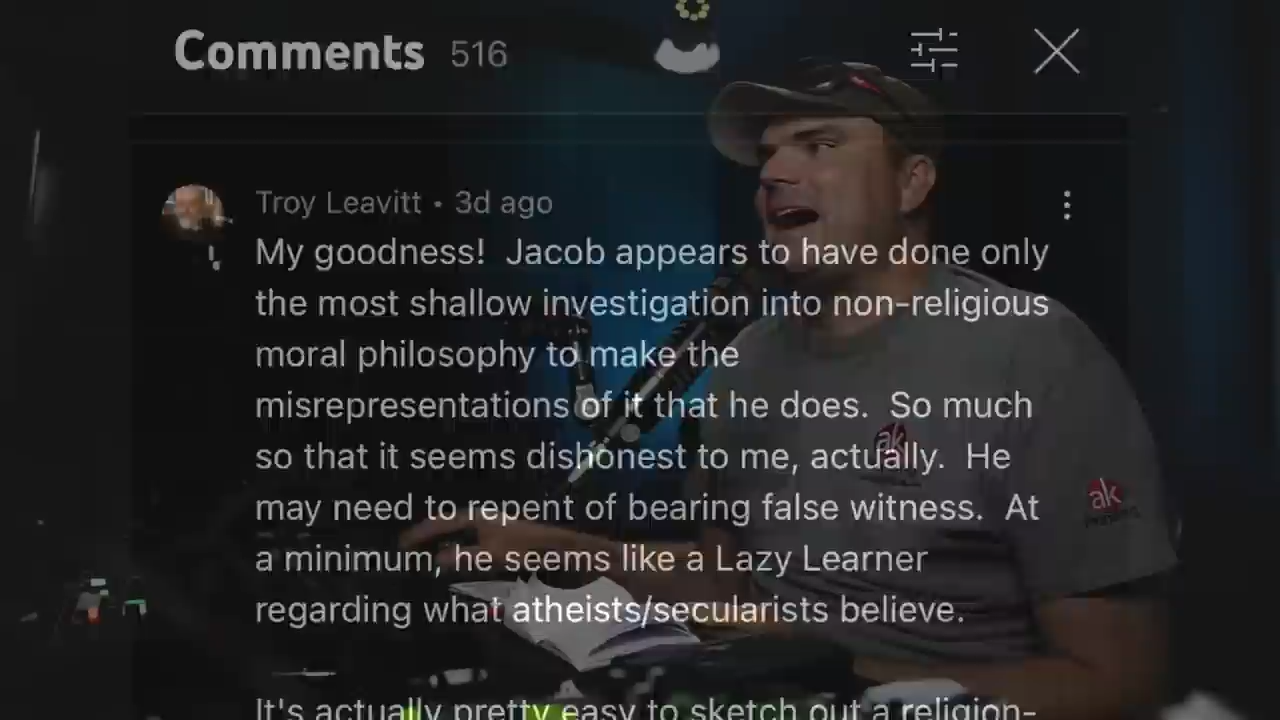 Comments 516
Troy Leavitt • 3d ago
My goodness!  Jacob appears to have done only
the most shallow investigation into non-religious
moral philosophy to make the
misrepresentations of it that he does.  So much
so that it seems dishonest to me, actually.  He
may need to repent of bearing false witness.  At
a minimum, he seems like a Lazy Learner
regarding what atheists/secularists believe.
It's actually pretty easy to sketch out a religion-
ak
ak